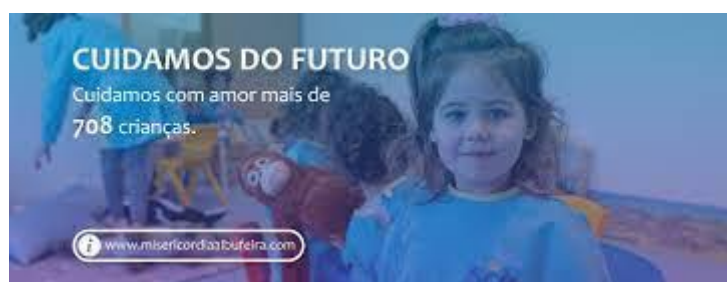 CUIDAMOS DO FUTURO
Cuidamos com amor mais de
708 crianças.
www.misericordiaalbufeira.com